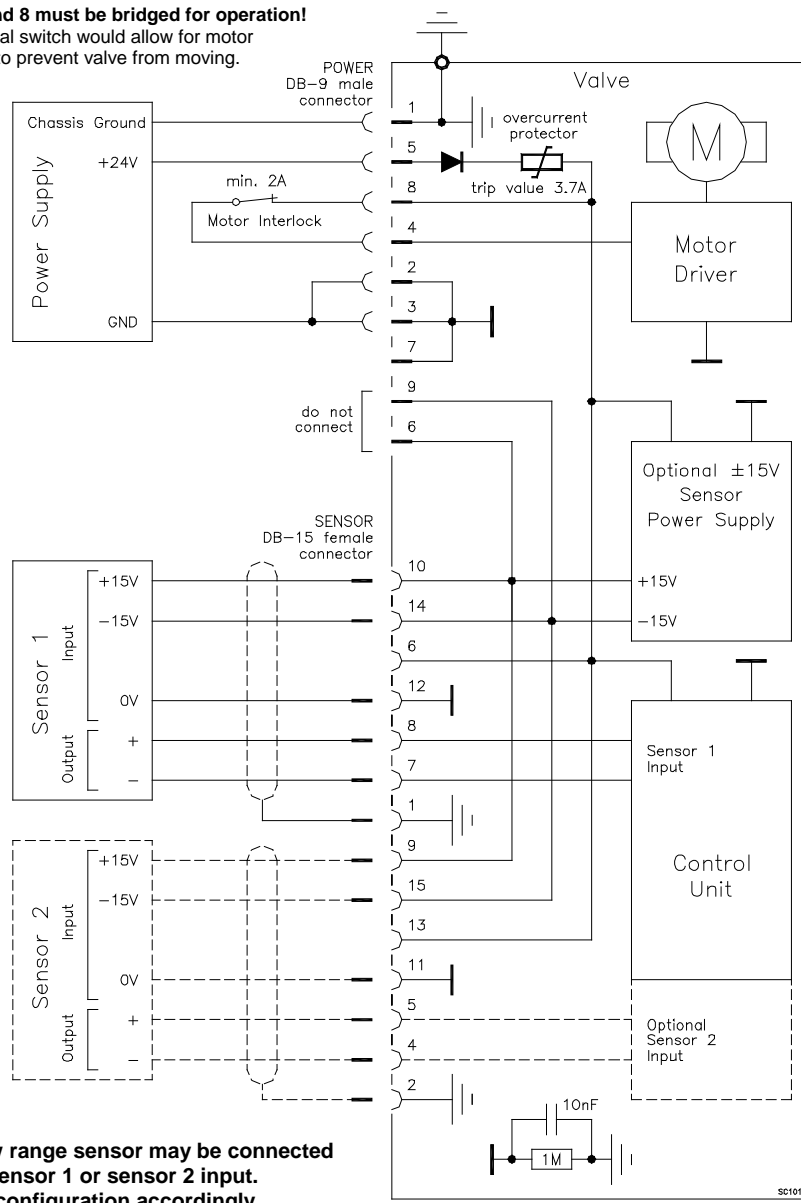 nd 8 must be bridged for operation!
al switch would allow for motor
to prevent valve from moving.
POWER
DB-9 male
connector
Valve
Chassis Ground
1
overcurrent
protector
+24V
5
M
min. 2A
8
trip value 3.7A
Motor Interlock
4
Power Supply
Motor
Driver
2
3
GND
7
9
do not
connect
6
Optional ±15V
Sensor
Power Supply
SENSOR
DB-15 female
connector
+15V
10
+15V
-15V
14
-15V
Sensor 1
Input
6
0V
12
+
8
Sensor 1
Input
Output
-
7
1
+15V
9
Control
Unit
-15V
15
Sensor 2
Input
13
0V
11
+
5
Optional
Sensor 2
Input
Output
-
4
2
10nF
1M
range sensor may be connected
ensor 1 or sensor 2 input.
configuration accordingly
SC101